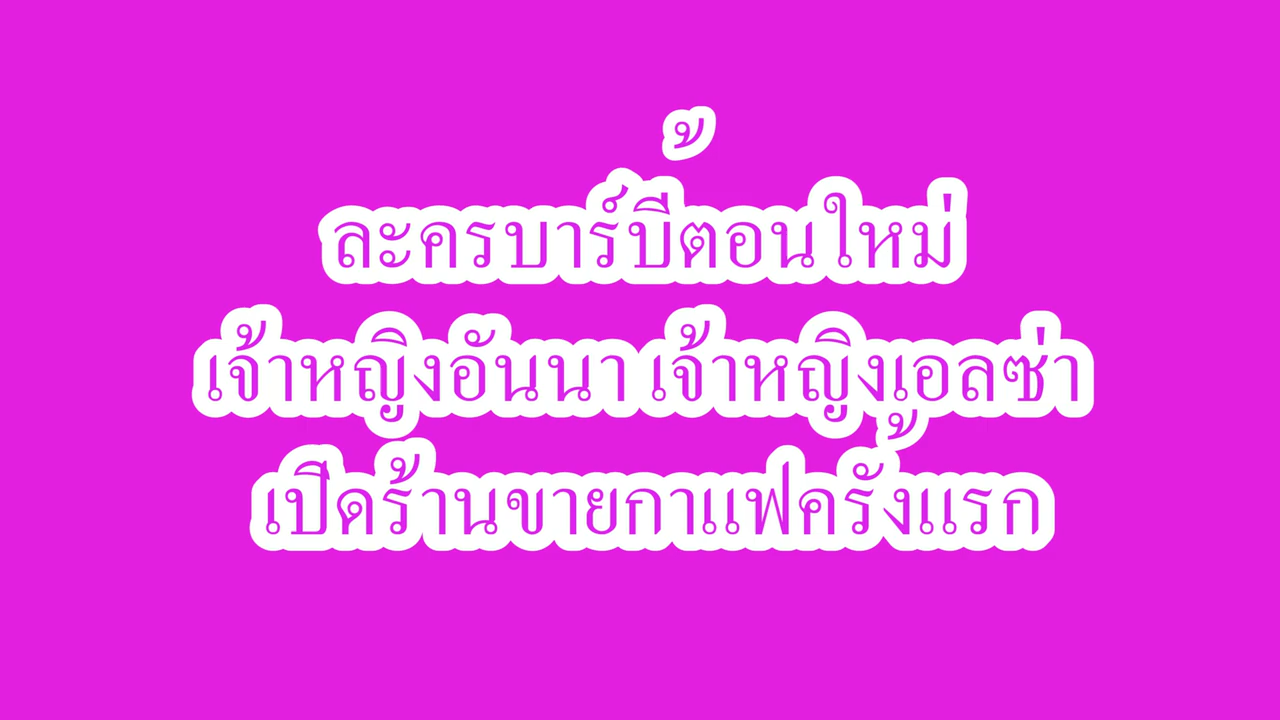 ละครบาร์บี้ตอนใหม่
เจ้าหญิงอันนา เจ้าหญิงเอลซ่า
เปิดร้านขายกาแฟครั้งแรก